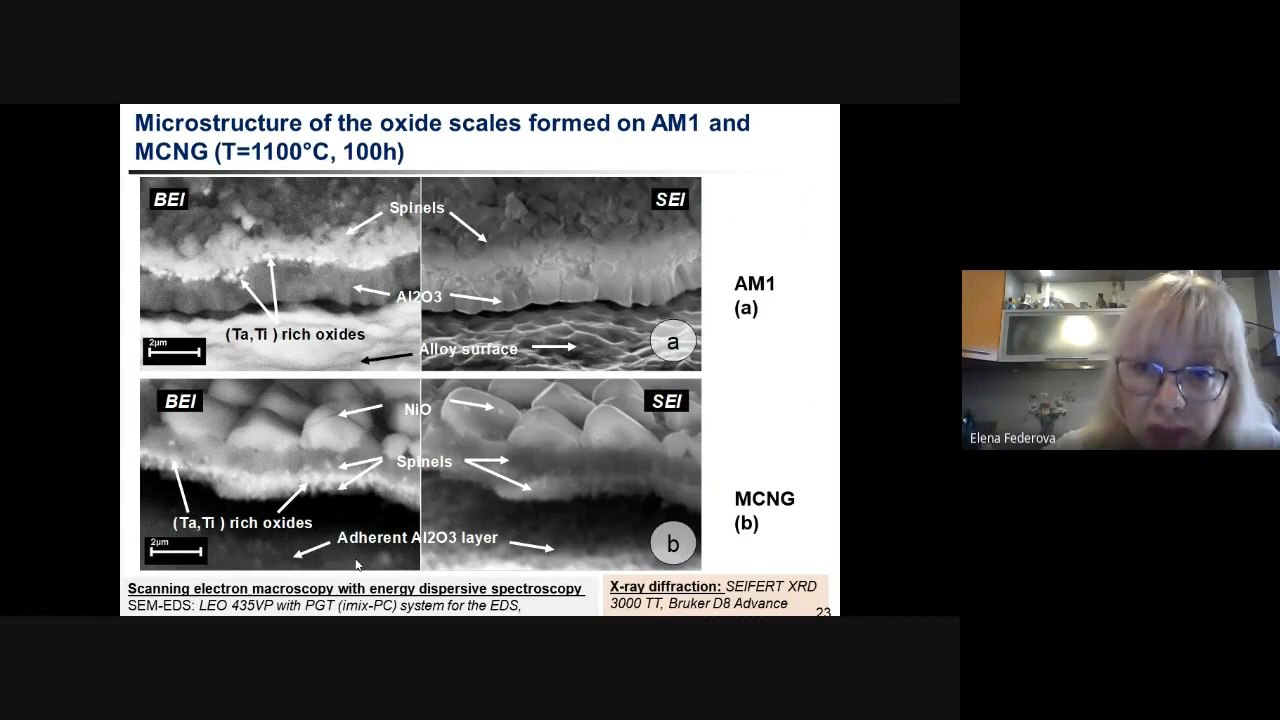 Microstructure of the oxide scales formed on AM1 and
MCNG (T=1100°C, 100h)
BEI
SEI
Spinels
Al2O3
(Ta,Ti ) rich oxides
2µm
Alloy surface
a
AM1
(a)
BEI
SEI
NiO
Spinels
(Ta,Ti ) rich oxides
2µm
Adherent Al2O3 layer
b
MCNG
(b)
Scanning electron macroscopy with energy dispersive spectroscopy
SEM-EDS: LEO 435VP with PGT (imix-PC) system for the EDS,
X-ray diffraction: SEIFERT XRD
3000 TT, Bruker D8 Advance
23
Elena Federova